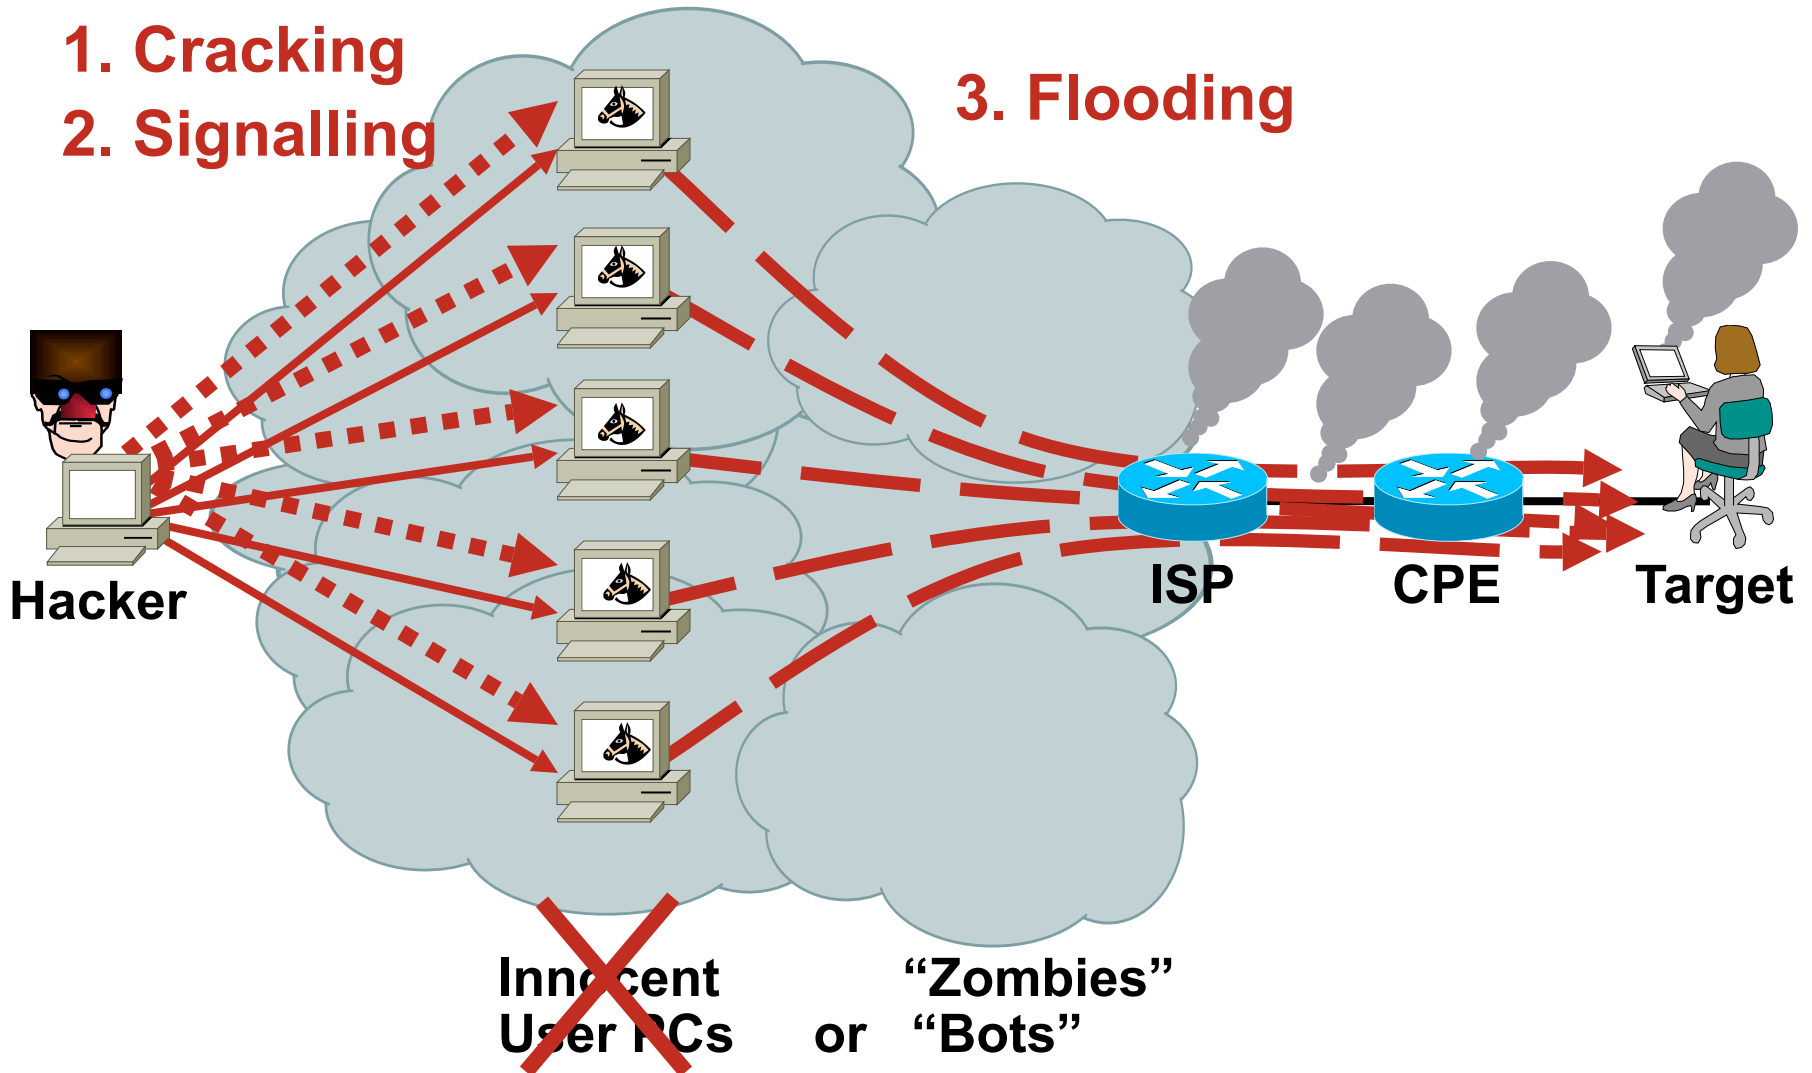 1. Cracking
2. Signalling
3. Flooding
Hacker
ISP
CPE
Target
Innocent
User PCs
or
“Zombies”
“Bots”